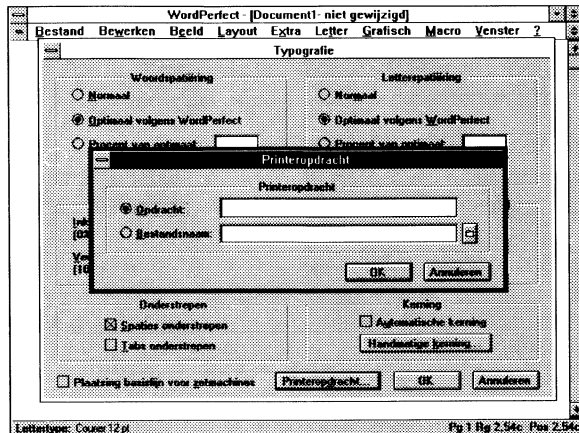 WordPerfect - [Document1- niet gewijzigd]
Bestand Bewerken Beeld Layout Extra Letter Grafisch Macro Venster ?
Typografie
Woordspatiëring Letterspatiëring
Normaal Normaal
Optimaal volgens WordPerfect Optimaal volgens WordPerfect
Procent van optimaal: Procent van optimaal:
Printeropdracht
Printeropdracht
Opdracht:
Bestandsnaam:
OK Annuleren
Onderstrepen Kerning
Spaties onderstrepen Automatische kerning
Tabs onderstrepen Handmatige kerning...
Plaatsing basislijn voor zetmachines Printeropdracht... OK Annuleren
Lettertype: Courier 12 pt Pg 1 Rg 2.54c Pos 2.54c